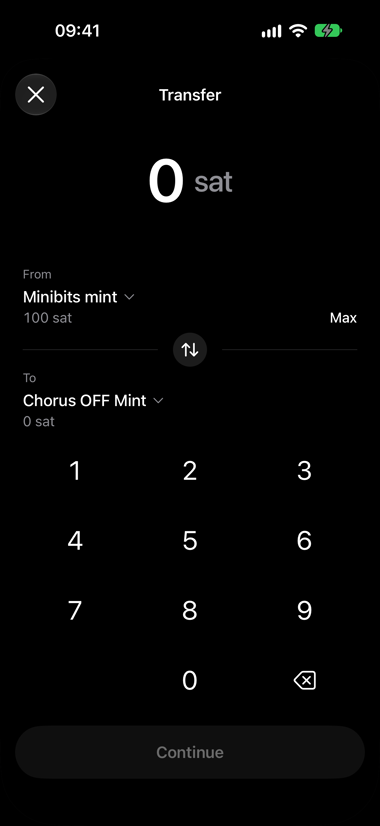 09:41
Transfer
0 sat
From
Minibits mint
100 sat
Max
To
Chorus OFF Mint
0 sat
1 2 3
4 5 6
7 8 9
0
Continue